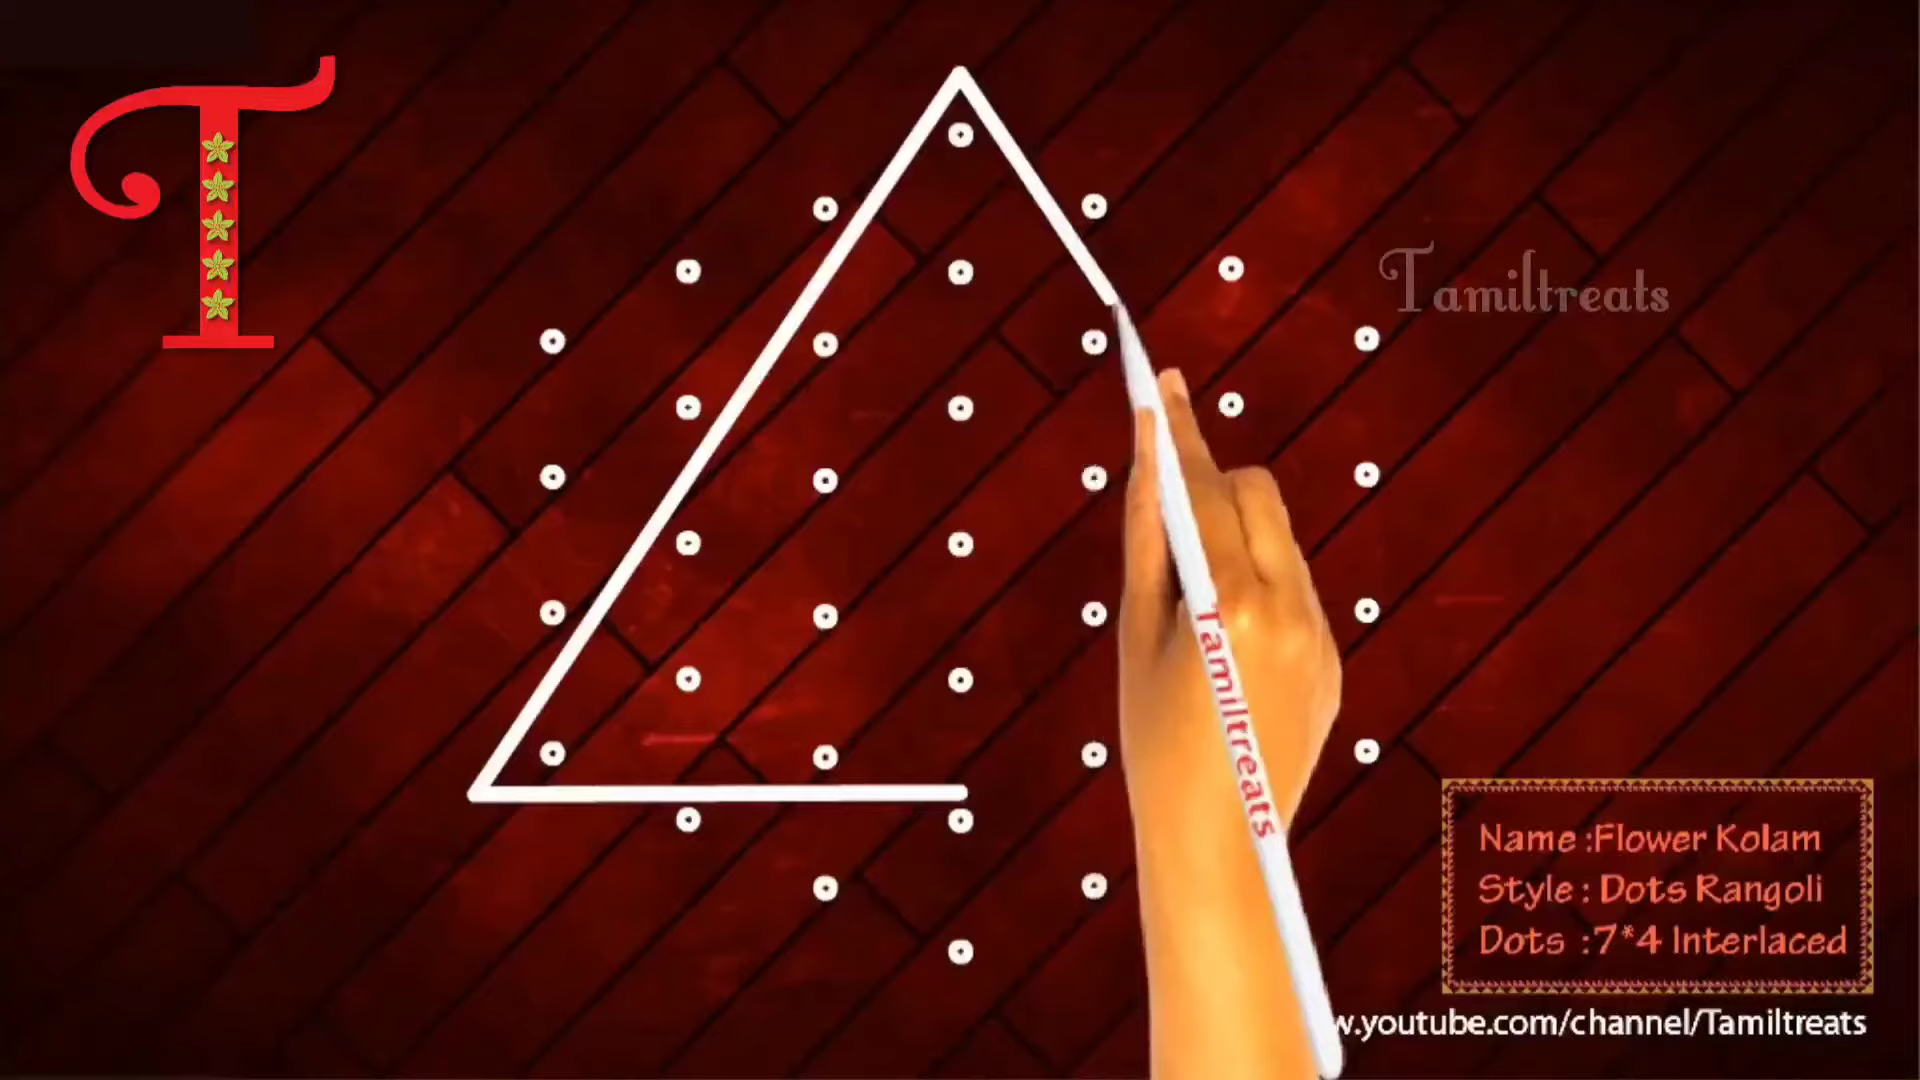 T
Tamiltreats
Tamiltreats
Name :Flower Kolam
Style : Dots Rangoli
Dots :7*4 Interlaced
w.youtube.com/channel/Tamiltreats